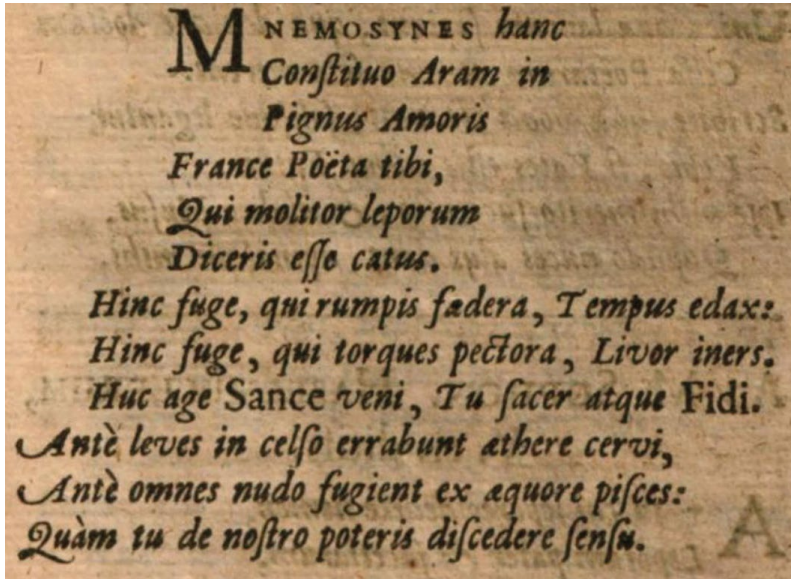 MNEMOSYNES hanc
Conſtituo Aram in
Pignus Amoris
France Poëta tibi,
Qui molitor leporum
Diceris eſſe catus.
Hinc fuge, qui rumpis fædera, Tempus edax:
Hinc fuge, qui torques pectora, Livor iners.
Huc age Sance veni, Tu ſacer atque Fidi.
Antè leves in celſo errabunt æthere cervi,
Antè omnes nudo fugient ex æquore piſces:
Quàm tu de noſtro poteris diſcedere ſenſu.